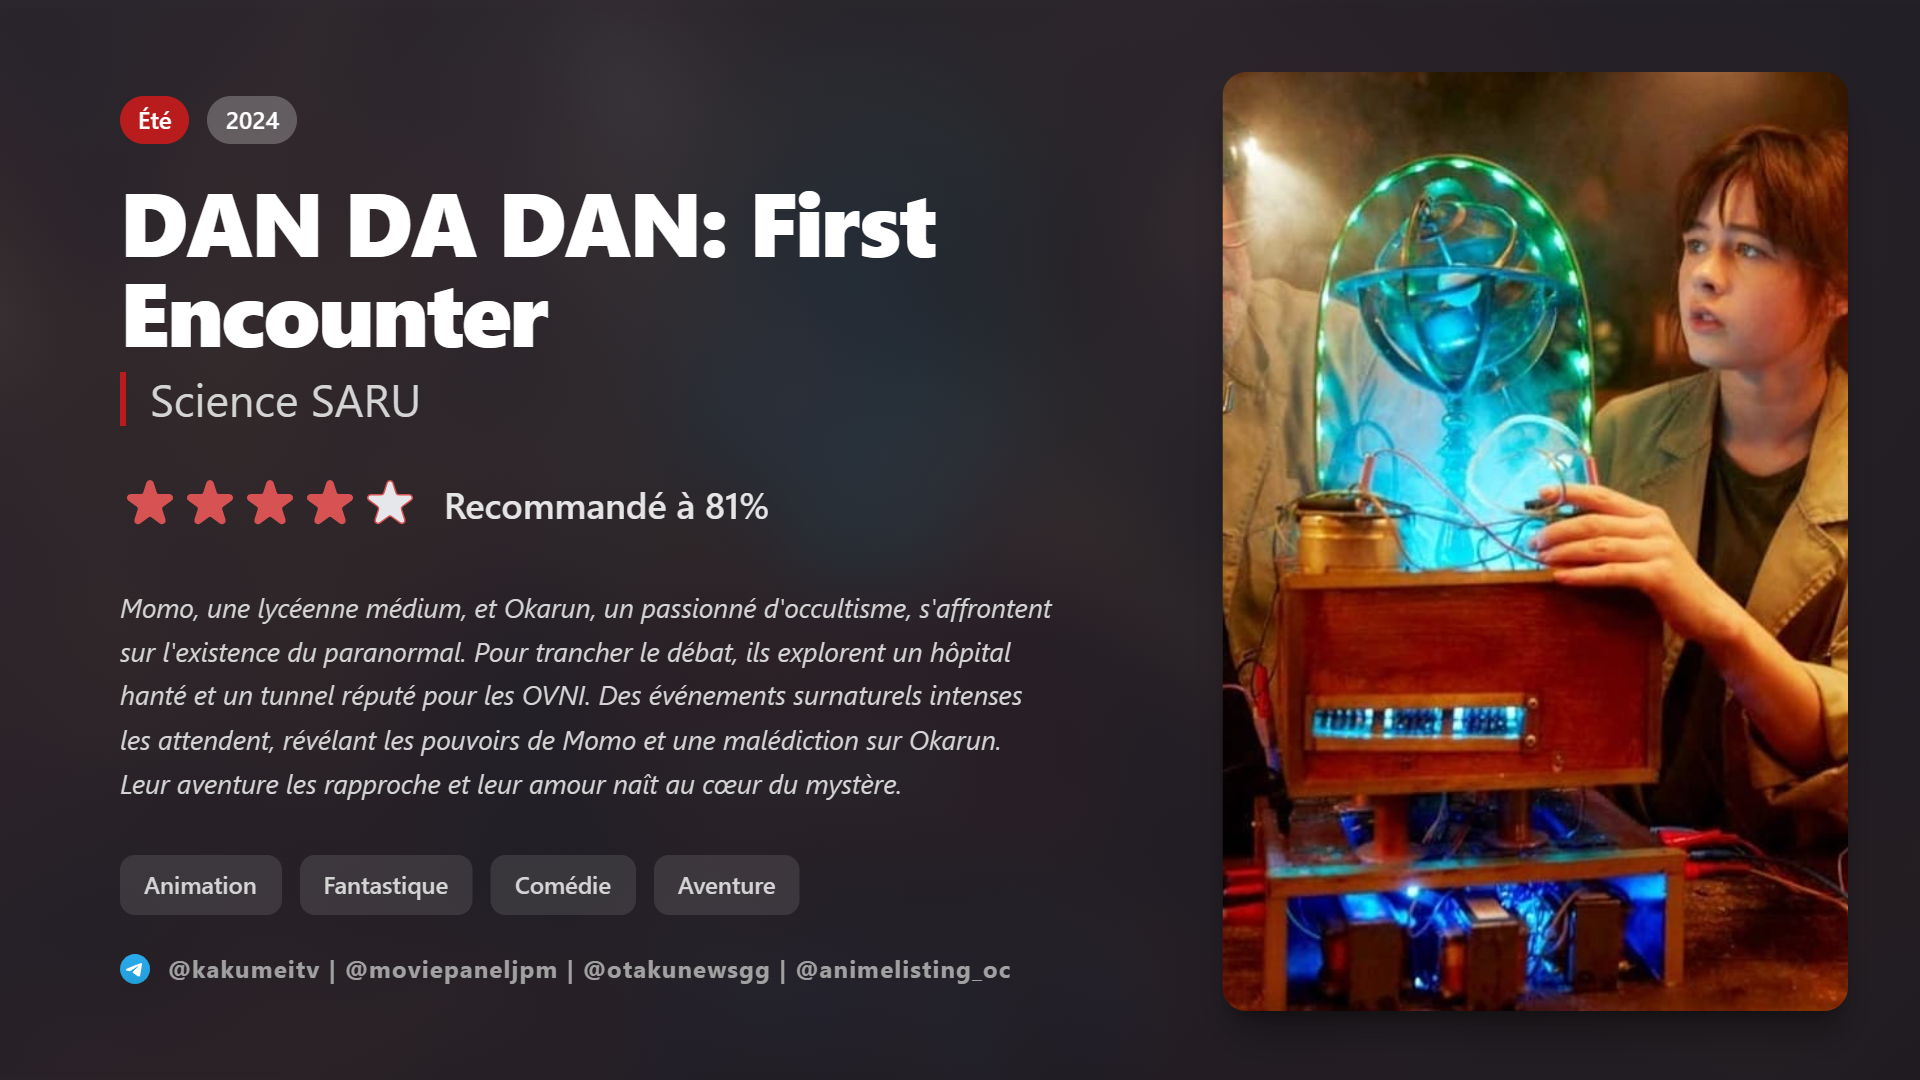 Été
2024
DAN DA DAN: First
Encounter
Science SARU
Recommandé à 81%
Momo, une lycéenne médium, et Okarun, un passionné d'occultisme, s'affrontent
sur l'existence du paranormal. Pour trancher le débat, ils explorent un hôpital
hanté et un tunnel réputé pour les OVNI. Des événements surnaturels intenses
les attendent, révélant les pouvoirs de Momo et une malédiction sur Okarun.
Leur aventure les rapproche et leur amour naît au cœur du mystère.
Animation
Fantastique
Comédie
Aventure
@kakumeitv | @moviepaneljpm | @otakunewsgg | @animelisting_oc